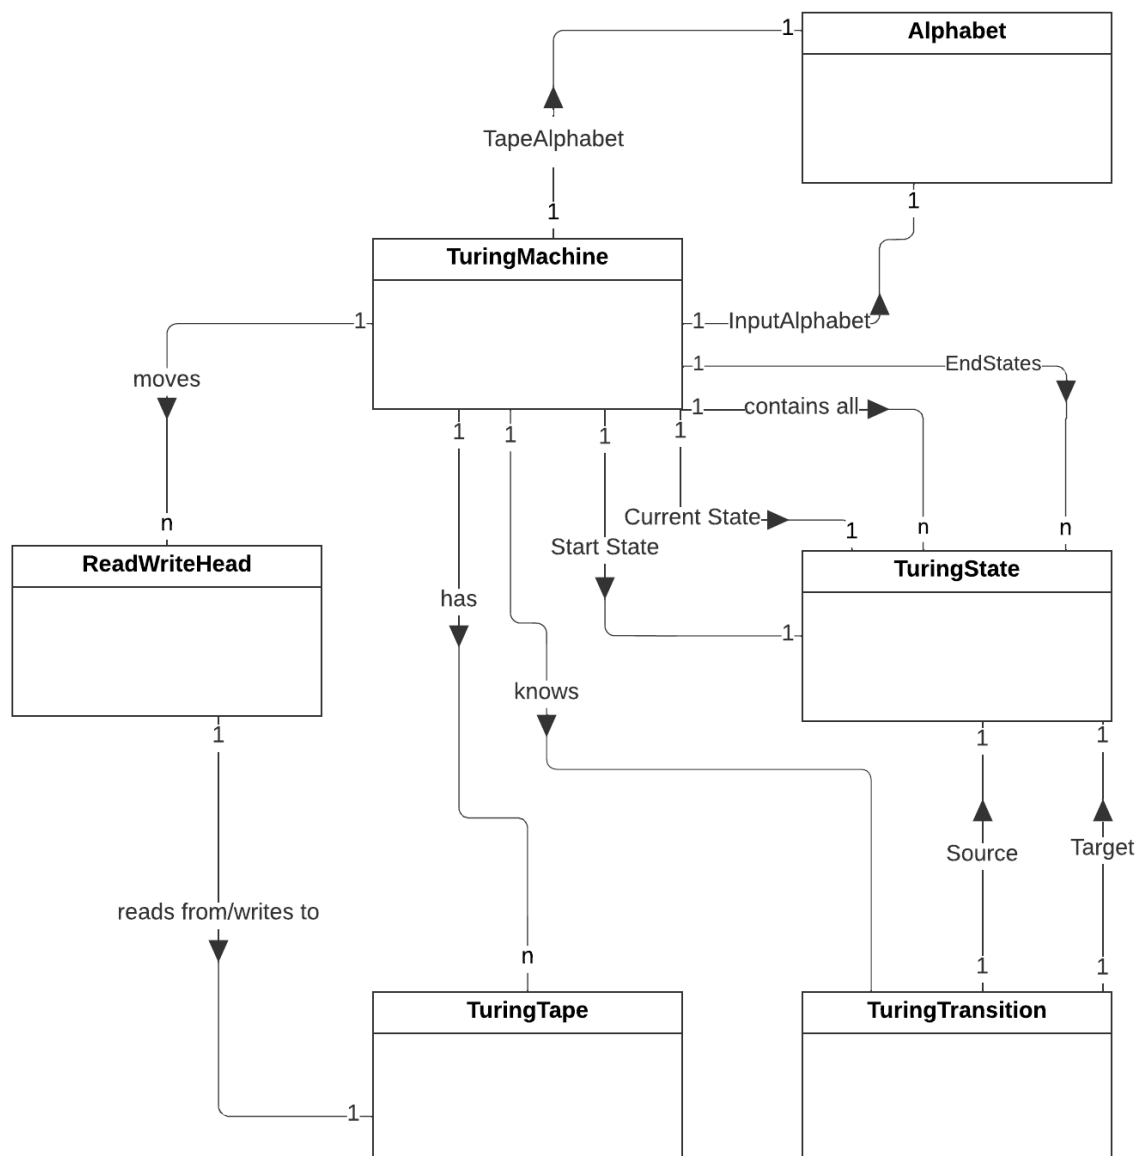 1
Alphabet
TapeAlphabet
1
1
TuringMachine
1
1
InputAlphabet
1
EndStates
moves
1
contains all
1
1
1
1
n
Current State
1
n
n
Start State
ReadWriteHead
TuringState
has
1
knows
1
1
1
Source
Target
reads from/writes to
n
1
1
TuringTape
TuringTransition
1